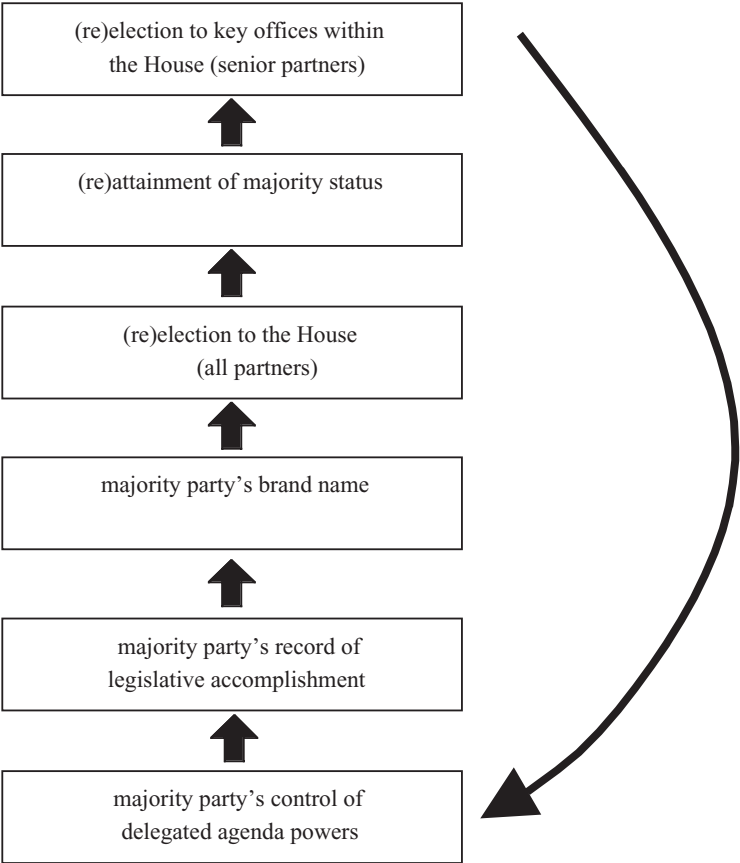 (re)election to key offices within
the House (senior partners)
(re)attainment of majority status
(re)election to the House
(all partners)
majority party’s brand name
majority party’s record of
legislative accomplishment
majority party’s control of
delegated agenda powers